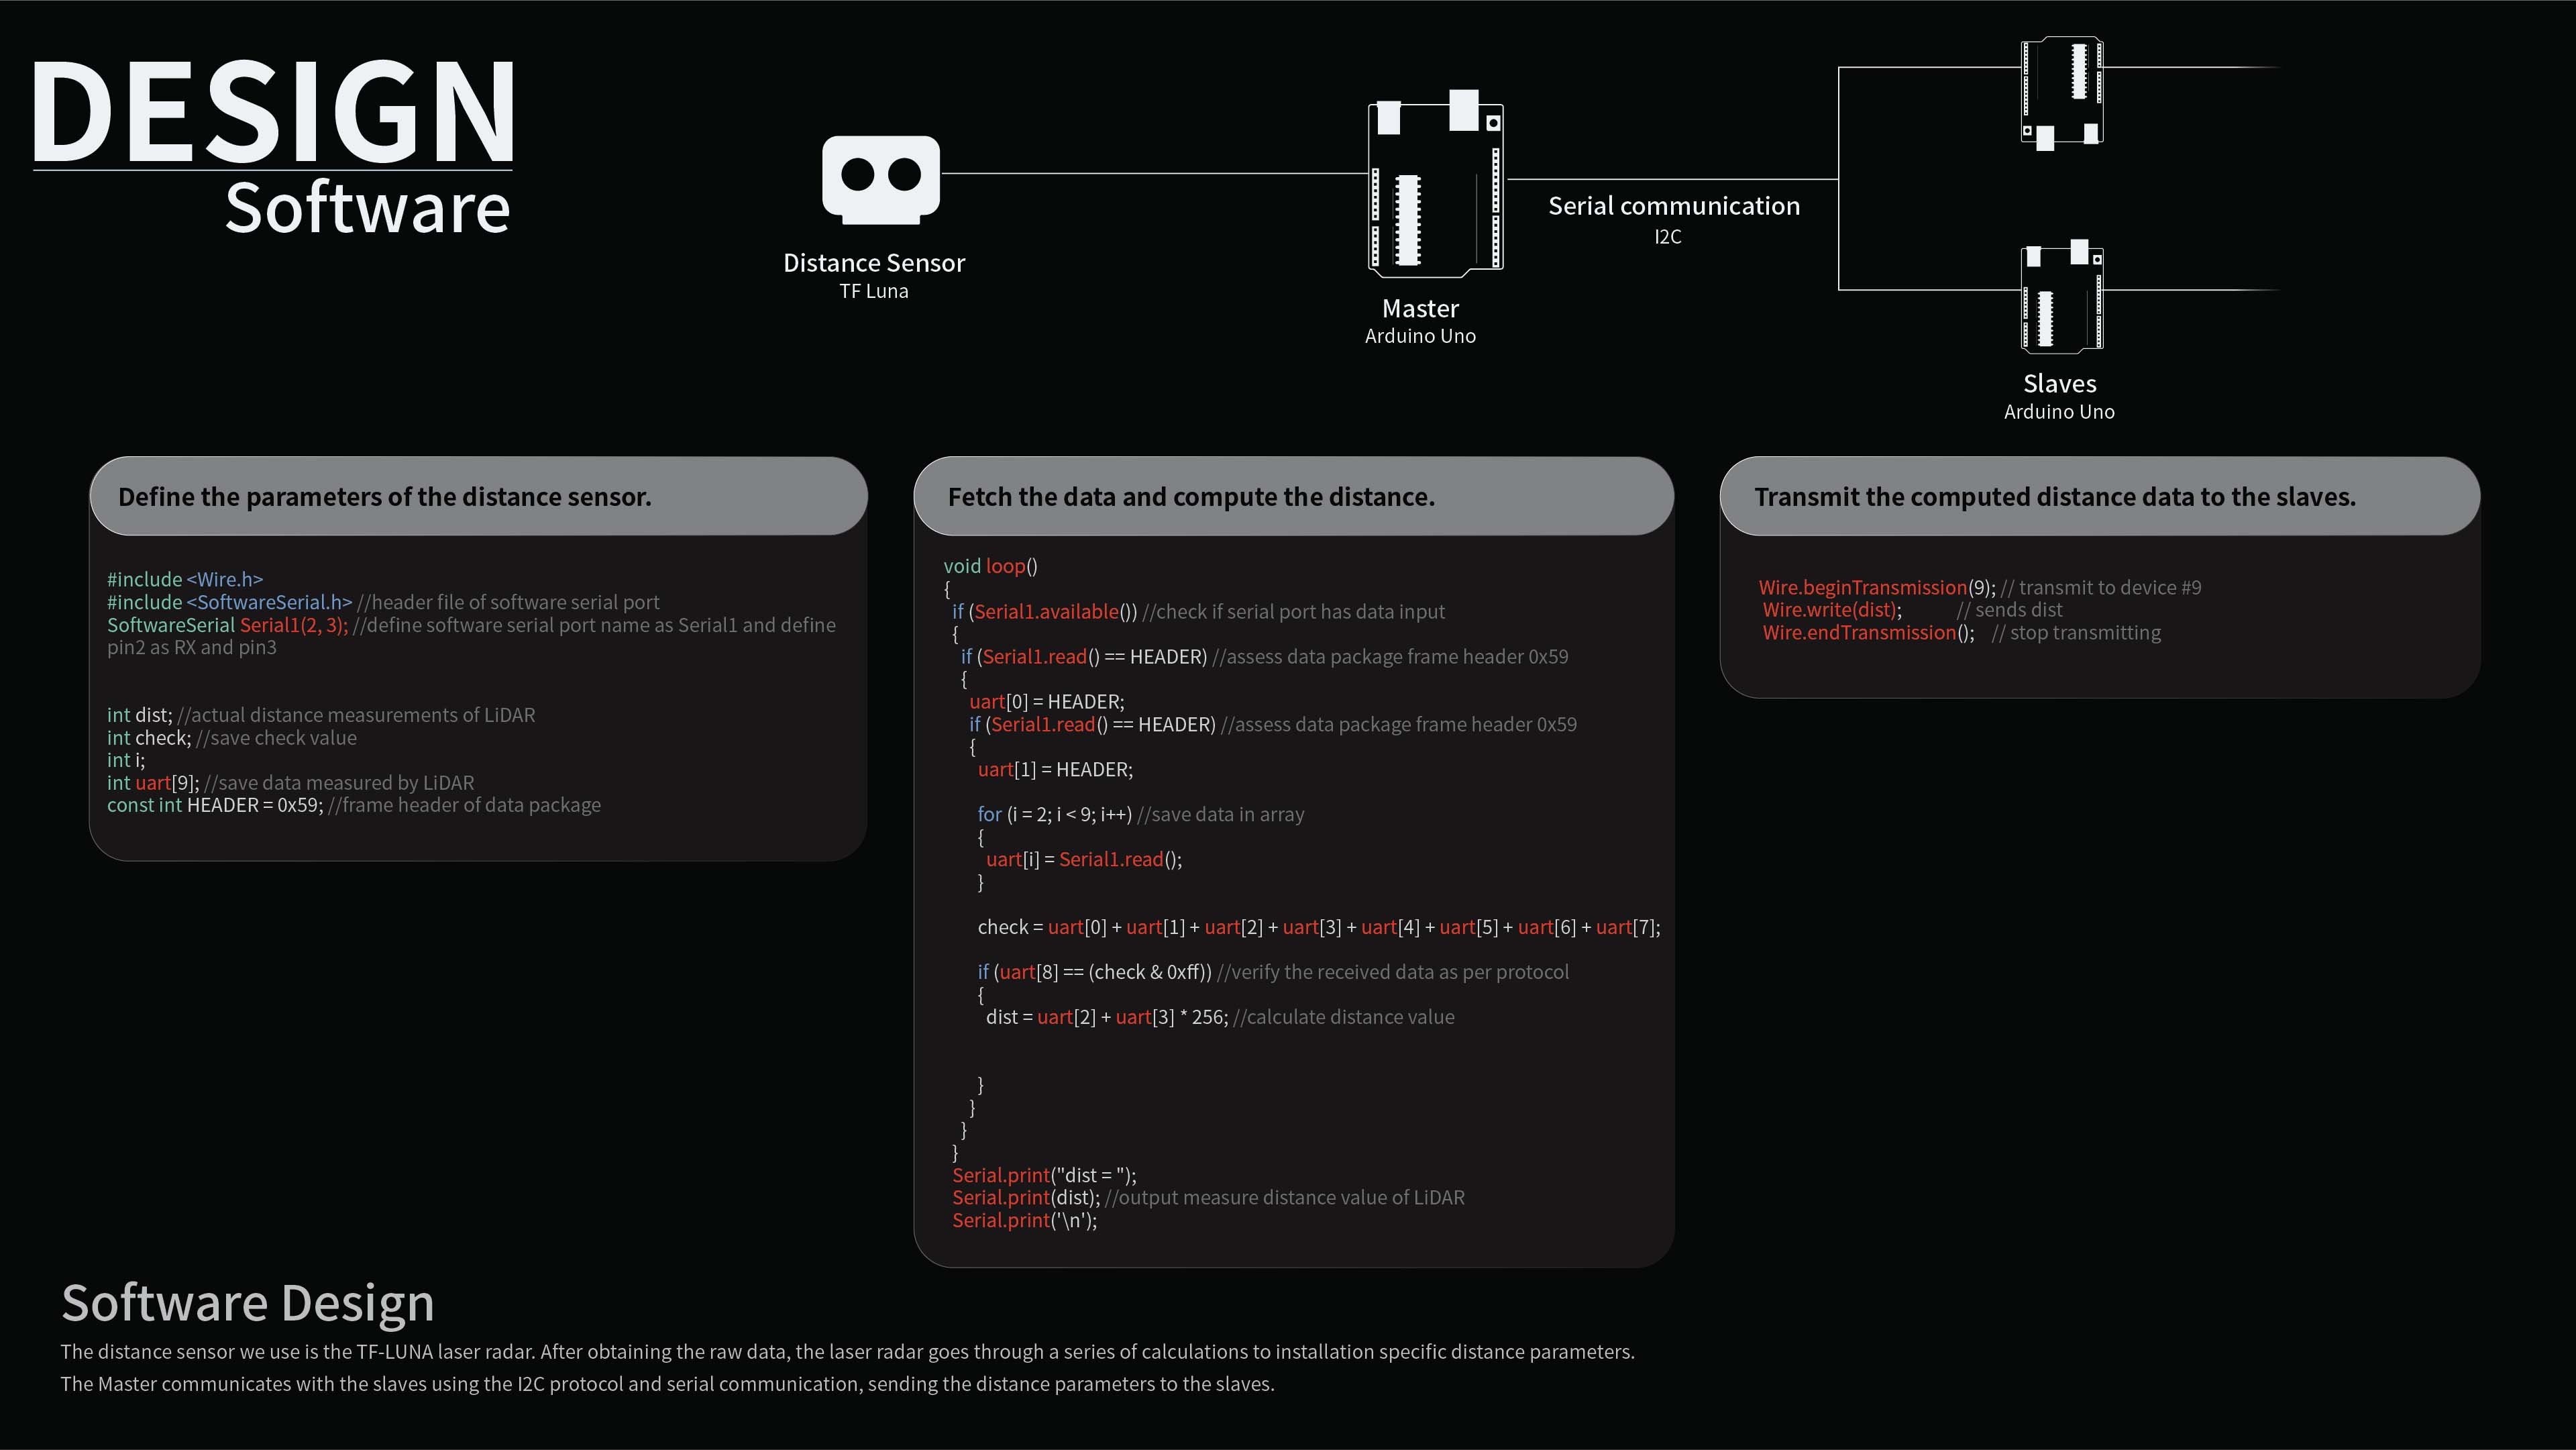 DESIGN
Software
Distance Sensor
TF Luna
Master
Arduino Uno
Serial communication
I2C
Slaves
Arduino Uno
Define the parameters of the distance sensor.
#include <Wire.h>
#include <SoftwareSerial.h> //header file of software serial port
SoftwareSerial Serial1(2, 3); //define software serial port name as Serial1 and define
pin2 as RX and pin3
int dist; //actual distance measurements of LiDAR
int check; //save check value
int i;
int uart[9]; //save data measured by LiDAR
const int HEADER = 0x59; //frame header of data package
Fetch the data and compute the distance.
void loop()
{
if (Serial1.available()) //check if serial port has data input
{
if (Serial1.read() == HEADER) //assess data package frame header 0x59
{
uart[0] = HEADER;
if (Serial1.read() == HEADER) //assess data package frame header 0x59
{
uart[1] = HEADER;
for (i = 2; i < 9; i++) //save data in array
{
uart[i] = Serial1.read();
}
check = uart[0] + uart[1] + uart[2] + uart[3] + uart[4] + uart[5] + uart[6] + uart[7];
if (uart[8] == (check & 0xff)) //verify the received data as per protocol
{
dist = uart[2] + uart[3] * 256; //calculate distance value
}
}
}
}
Serial.print("dist = ");
Serial.print(dist); //output measure distance value of LiDAR
Serial.print('\n');
Transmit the computed distance data to the slaves.
Wire.beginTransmission(9); // transmit to device #9
Wire.write(dist); // sends dist
Wire.endTransmission(); // stop transmitting
Software Design
The distance sensor we use is the TF-LUNA laser radar. After obtaining the raw data, the laser radar goes through a series of calculations to installation specific distance parameters.
The Master communicates with the slaves using the I2C protocol and serial communication, sending the distance parameters to the slaves.